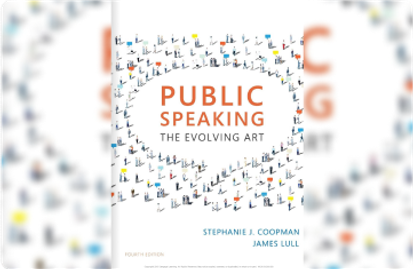 PUBLIC
SPEAKING
THE EVOLVING ART
STEPHANIE J. COOPMAN
JAMES LULL
FOURTH EDITION